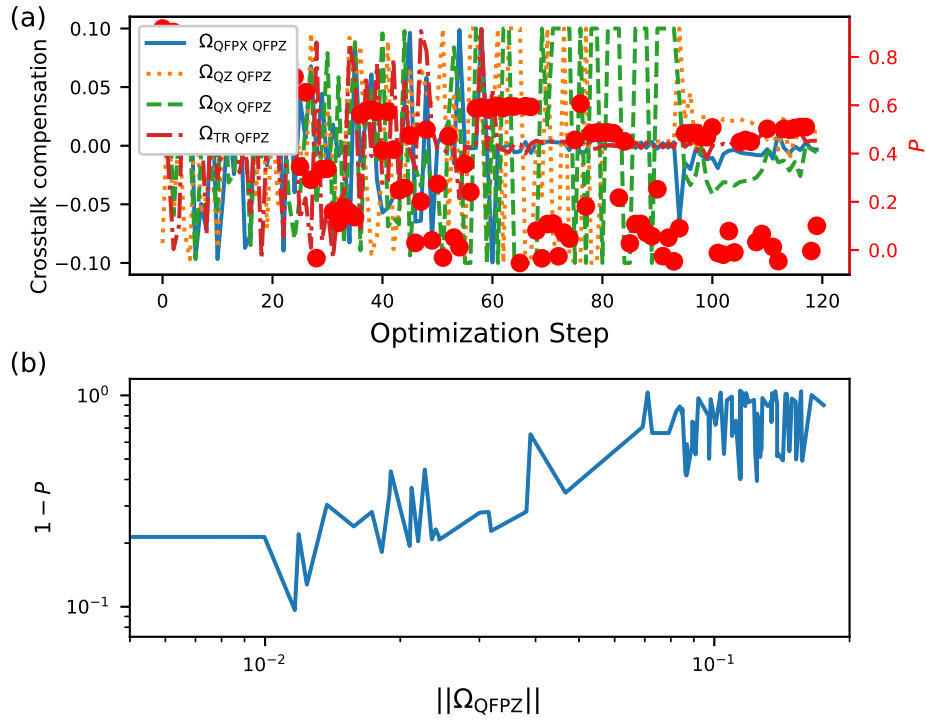 (a)
Crosstalk compensation
0.10
0.05
0.00
−0.05
−0.10
Ω_QFPX QFPZ
Ω_QZ QFPZ
Ω_QX QFPZ
Ω_TR QFPZ
0.8
0.6
0.4
0.2
0.0
P
0 20 40 60 80 100 120
Optimization Step
(b)
1 − P
10^0
10^−1
10^−2 10^−1
||Ω_QFPZ||